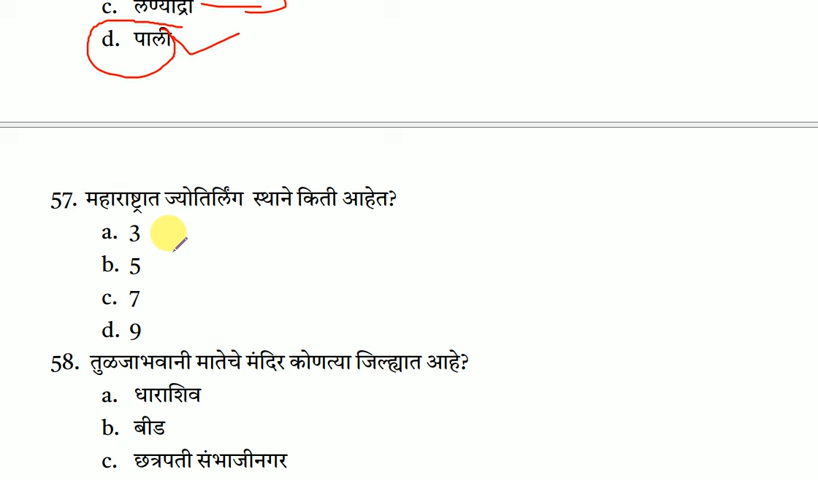 c. लेण्याद्री
d. पाली
57. महाराष्ट्रात ज्योतिर्लिंग स्थाने किती आहेत?
a. 3
b. 5
c. 7
d. 9
58. तुळजाभवानी मातेचे मंदिर कोणत्या जिल्ह्यात आहे?
a. धाराशिव
b. बीड
c. छत्रपती संभाजीनगर